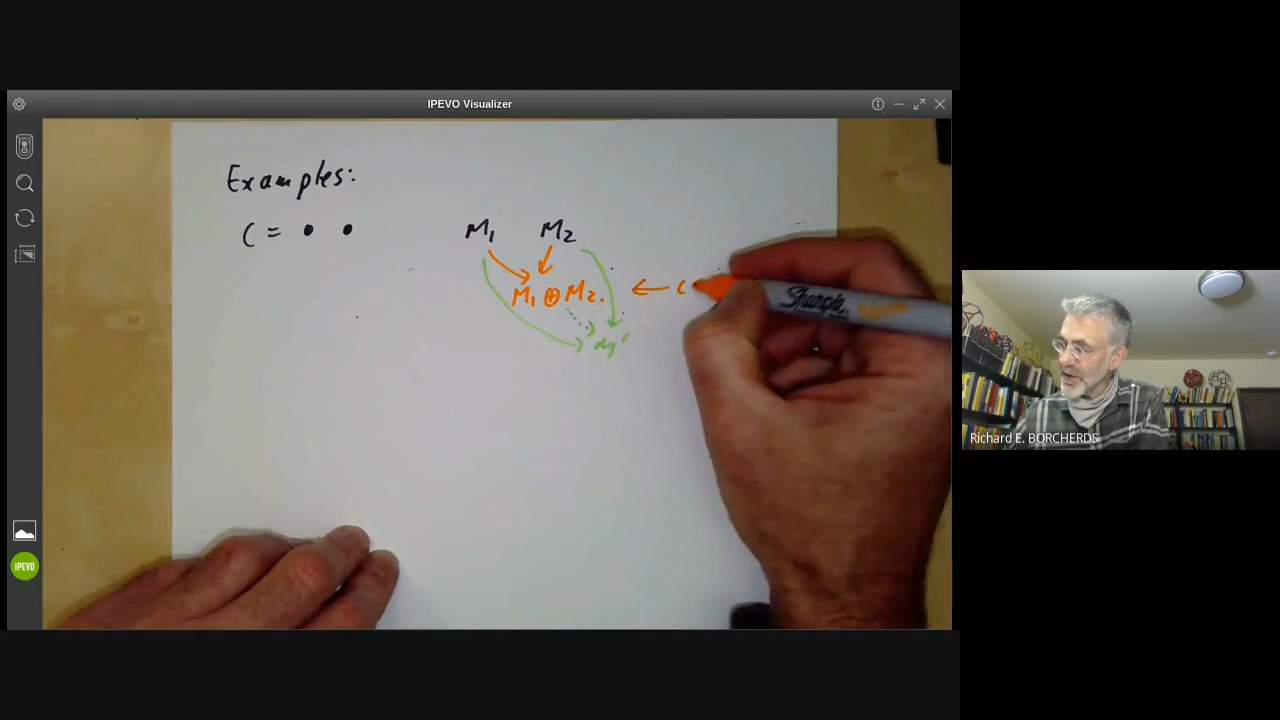 IPEVO Visualizer
Examples:
C = • • M₁ M₂
M₁ ⊕ M₂. ← C
M'
Sharpie
IPEVO
Richard E. BORCHERDS